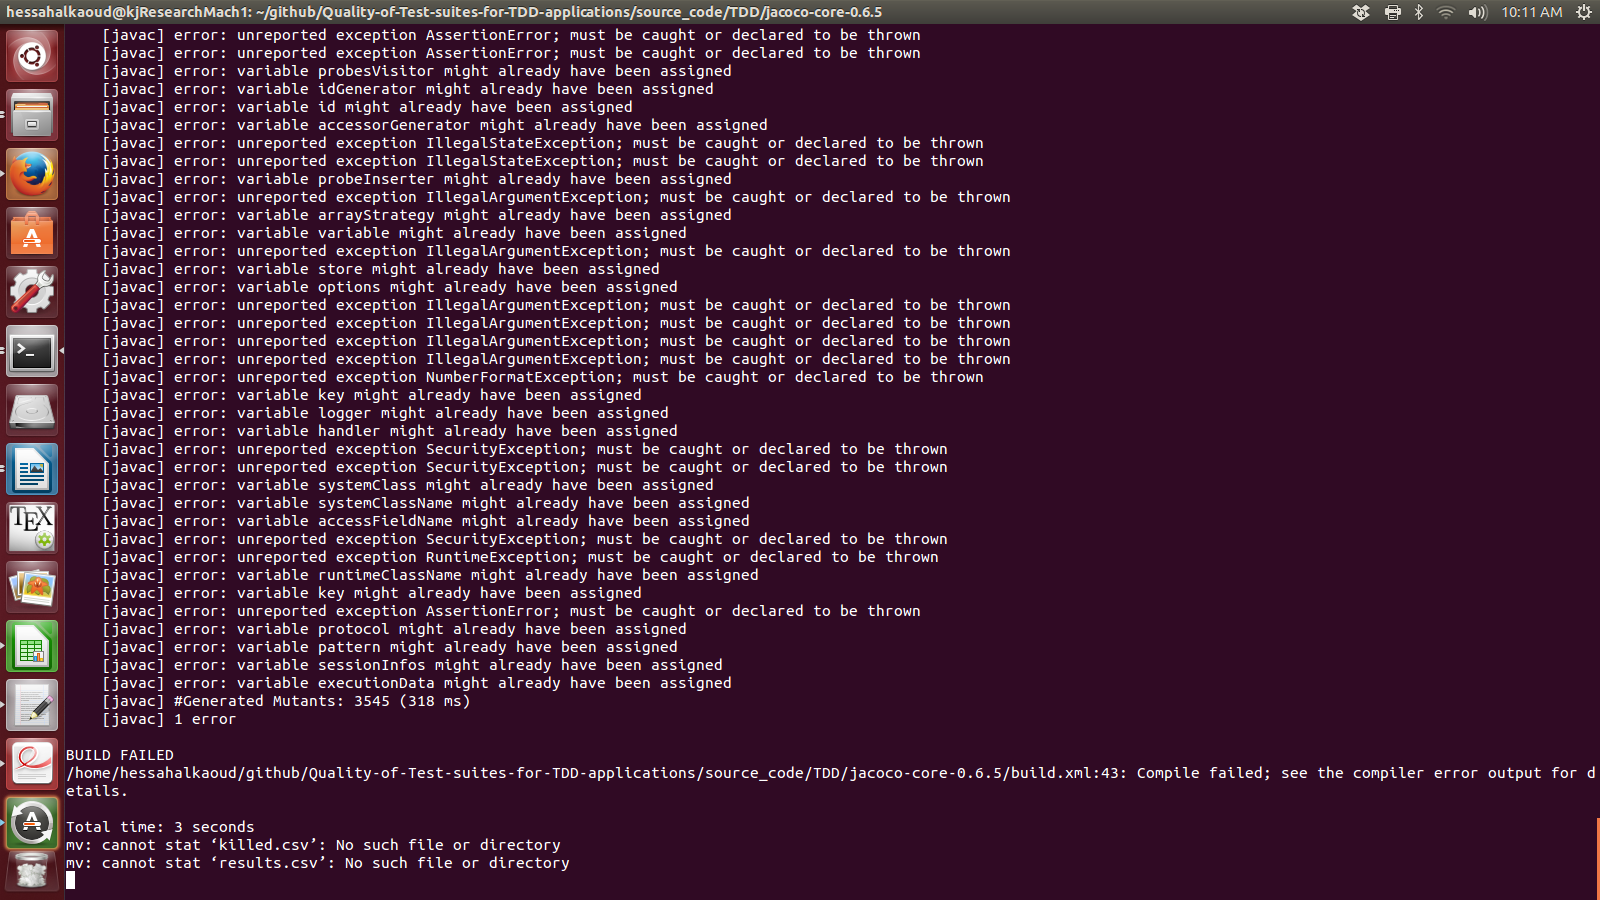 hessahalkaoud@kjResearchMach1: ~/github/Quality-of-Test-suites-for-TDD-applications/source_code/TDD/jacoco-core-0.6.5 10:11 AM
[javac] error: unreported exception AssertionError; must be caught or declared to be thrown
[javac] error: unreported exception AssertionError; must be caught or declared to be thrown
[javac] error: variable probesVisitor might already have been assigned
[javac] error: variable idGenerator might already have been assigned
[javac] error: variable id might already have been assigned
[javac] error: variable accessorGenerator might already have been assigned
[javac] error: unreported exception IllegalStateException; must be caught or declared to be thrown
[javac] error: unreported exception IllegalStateException; must be caught or declared to be thrown
[javac] error: variable probeInserter might already have been assigned
[javac] error: unreported exception IllegalArgumentException; must be caught or declared to be thrown
[javac] error: variable arrayStrategy might already have been assigned
[javac] error: variable variable might already have been assigned
[javac] error: unreported exception IllegalArgumentException; must be caught or declared to be thrown
[javac] error: variable store might already have been assigned
[javac] error: variable options might already have been assigned
[javac] error: unreported exception IllegalArgumentException; must be caught or declared to be thrown
[javac] error: unreported exception IllegalArgumentException; must be caught or declared to be thrown
[javac] error: unreported exception IllegalArgumentException; must be caught or declared to be thrown
[javac] error: unreported exception IllegalArgumentException; must be caught or declared to be thrown
[javac] error: unreported exception NumberFormatException; must be caught or declared to be thrown
[javac] error: variable key might already have been assigned
[javac] error: variable logger might already have been assigned
[javac] error: variable handler might already have been assigned
[javac] error: unreported exception SecurityException; must be caught or declared to be thrown
[javac] error: unreported exception SecurityException; must be caught or declared to be thrown
[javac] error: variable systemClass might already have been assigned
[javac] error: variable systemClassName might already have been assigned
[javac] error: variable accessFieldName might already have been assigned
[javac] error: unreported exception SecurityException; must be caught or declared to be thrown
[javac] error: unreported exception RuntimeException; must be caught or declared to be thrown
[javac] error: variable runtimeClassName might already have been assigned
[javac] error: variable key might already have been assigned
[javac] error: unreported exception AssertionError; must be caught or declared to be thrown
[javac] error: variable protocol might already have been assigned
[javac] error: variable pattern might already have been assigned
[javac] error: variable sessionInfos might already have been assigned
[javac] error: variable executionData might already have been assigned
[javac] #Generated Mutants: 3545 (318 ms)
[javac] 1 error
BUILD FAILED
/home/hessahalkaoud/github/Quality-of-Test-suites-for-TDD-applications/source_code/TDD/jacoco-core-0.6.5/build.xml:43: Compile failed; see the compiler error output for d
etails.
Total time: 3 seconds
mv: cannot stat ‘killed.csv’: No such file or directory
mv: cannot stat ‘results.csv’: No such file or directory
TEX